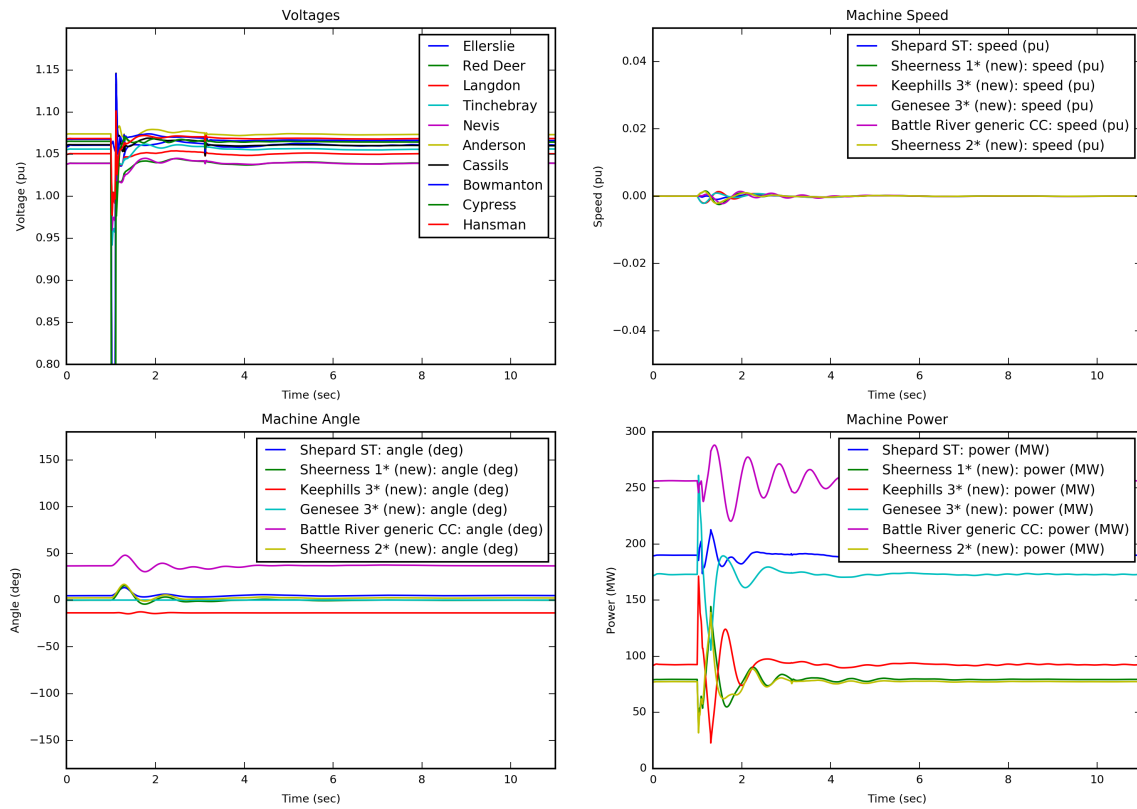 Voltages
1.15
1.10
1.05
1.00
0.95
0.90
0.85
0.80
Voltage (pu)
0
2
4
6
8
10
Time (sec)
Ellerslie
Red Deer
Langdon
Tinchebray
Nevis
Anderson
Cassils
Bowmanton
Cypress
Hansman
Machine Speed
0.04
0.02
0.00
−0.02
−0.04
Speed (pu)
0
2
4
6
8
10
Time (sec)
Shepard ST: speed (pu)
Sheerness 1* (new): speed (pu)
Keephills 3* (new): speed (pu)
Genesee 3* (new): speed (pu)
Battle River generic CC: speed (pu)
Sheerness 2* (new): speed (pu)
Machine Angle
150
100
50
0
−50
−100
−150
Angle (deg)
0
2
4
6
8
10
Time (sec)
Shepard ST: angle (deg)
Sheerness 1* (new): angle (deg)
Keephills 3* (new): angle (deg)
Genesee 3* (new): angle (deg)
Battle River generic CC: angle (deg)
Sheerness 2* (new): angle (deg)
Machine Power
300
250
200
150
100
50
0
Power (MW)
0
2
4
6
8
10
Time (sec)
Shepard ST: power (MW)
Sheerness 1* (new): power (MW)
Keephills 3* (new): power (MW)
Genesee 3* (new): power (MW)
Battle River generic CC: power (MW)
Sheerness 2* (new): power (MW)